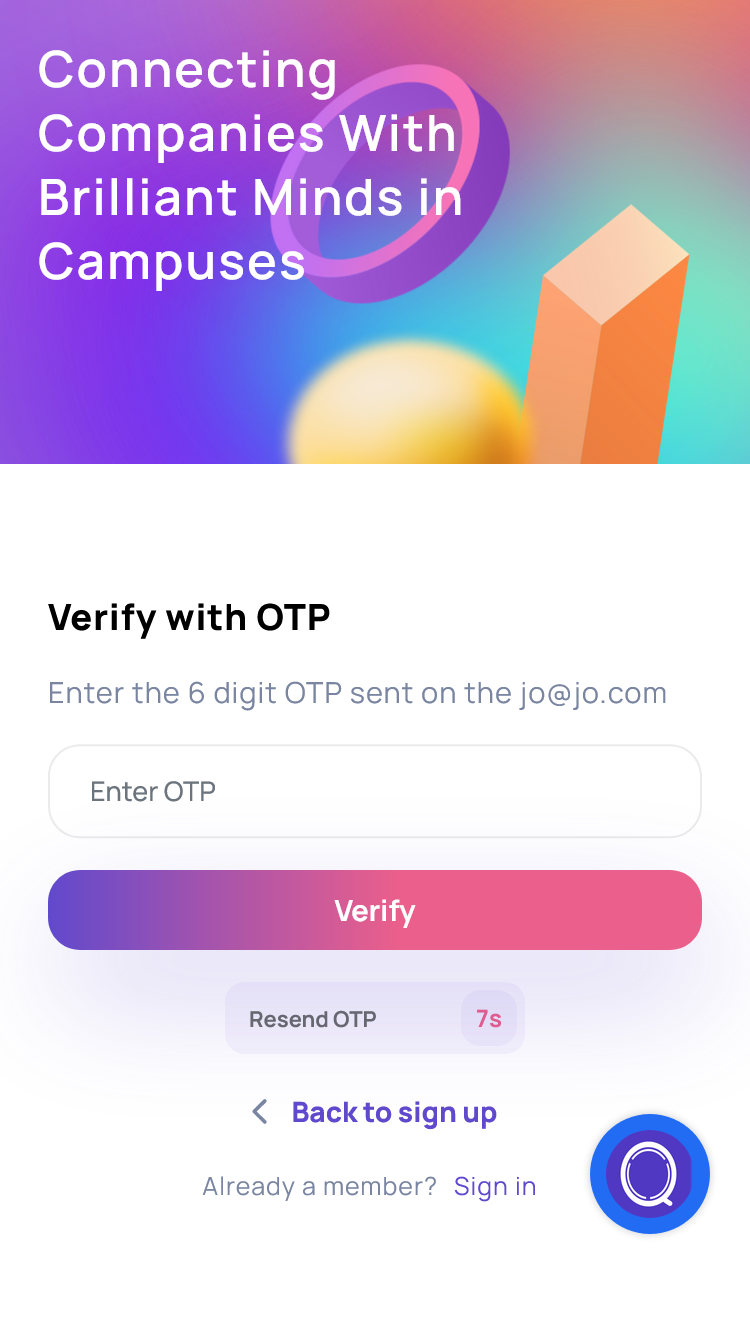 Connecting
Companies With
Brilliant Minds in
Campuses
Verify with OTP
Enter the 6 digit OTP sent on the jo@jo.com
Enter OTP
Verify
Resend OTP 7s
Back to sign up
Already a member? Sign in